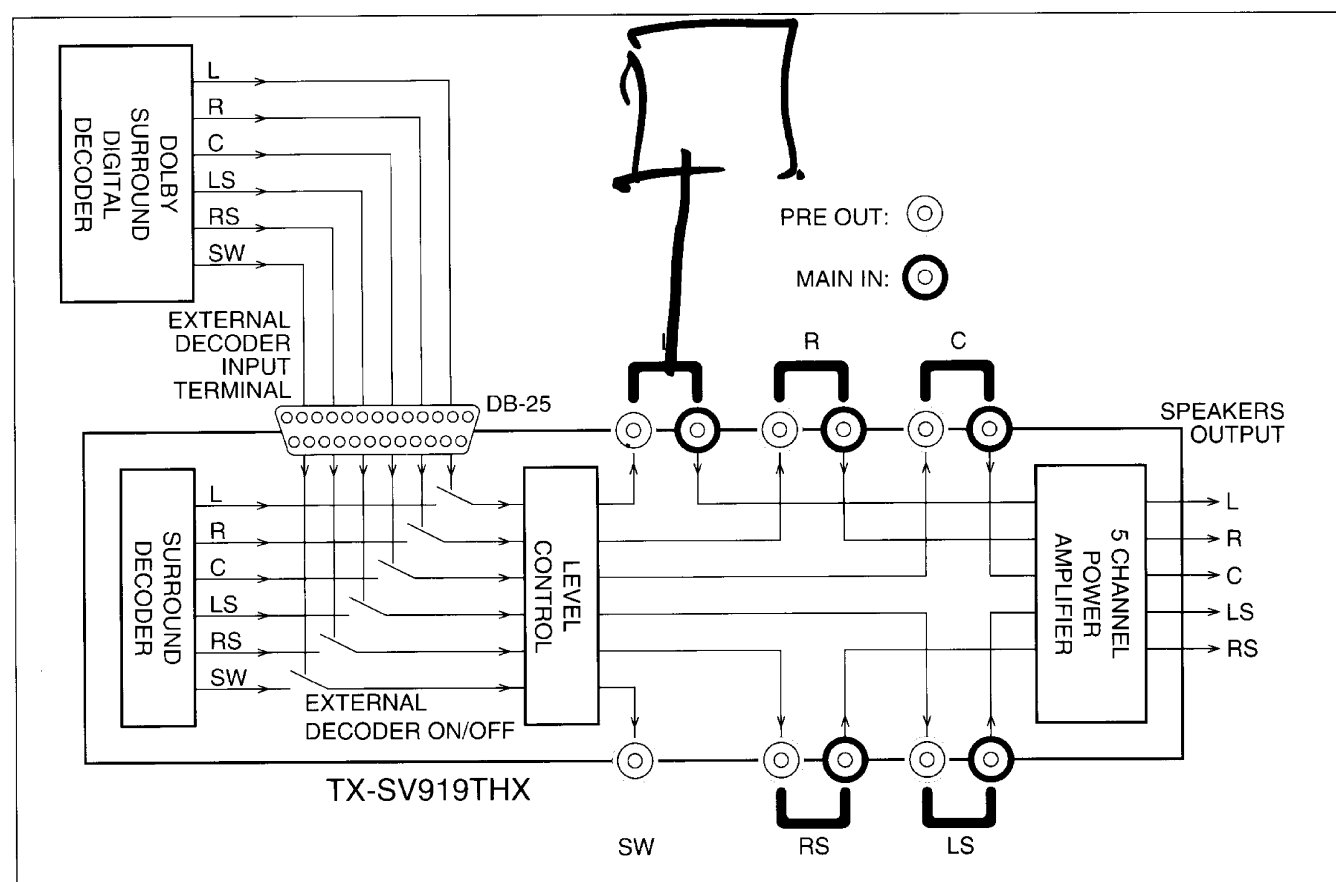 L
R
C
LS
RS
SW
DOLBY
SURROUND
DIGITAL
DECODER
EXTERNAL
DECODER
INPUT
TERMINAL
DB-25
PRE OUT:
MAIN IN:
L
R
C
SPEAKERS
OUTPUT
SURROUND
DECODER
L
R
C
LS
RS
SW
LEVEL
CONTROL
5 CHANNEL
POWER
AMPLIFIER
L
R
C
LS
RS
EXTERNAL
DECODER ON/OFF
TX-SV919THX
SW
RS
LS